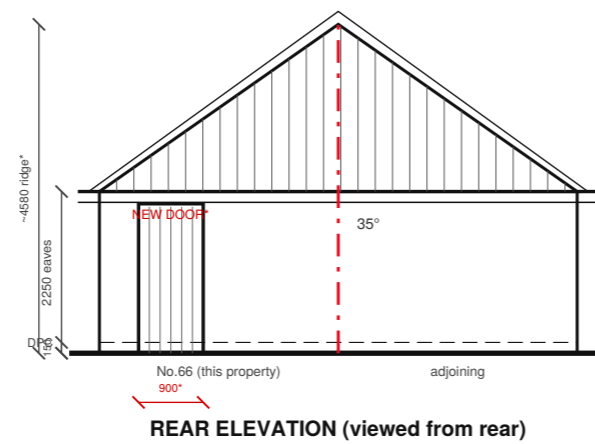 ~4580 ridge*
2250 eaves
NEW DOOR*
35°
150
No.66 (this property)
adjoining
900*
REAR ELEVATION (viewed from rear)